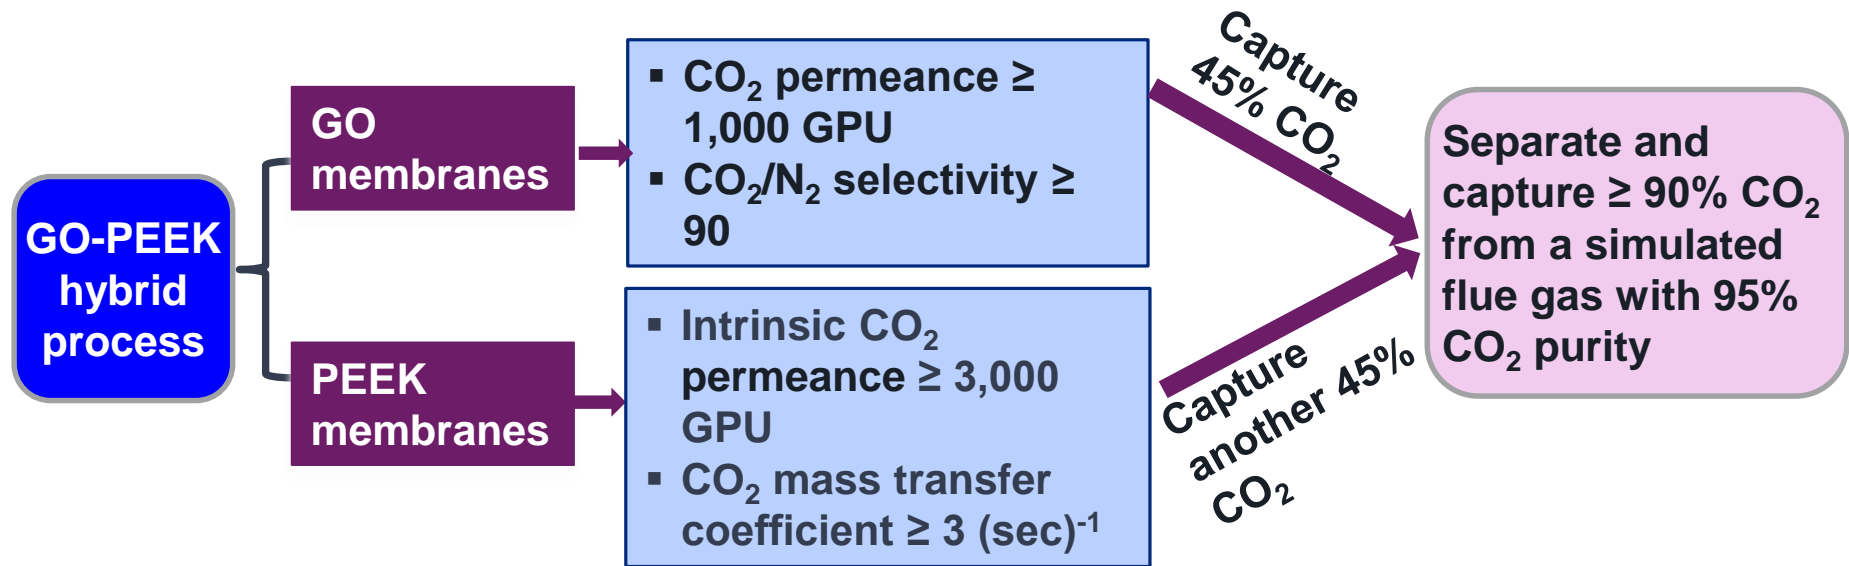 GO-PEEK
hybrid
process
GO
membranes
▪ CO₂ permeance ≥
1,000 GPU
▪ CO₂/N₂ selectivity ≥
90
Capture
45% CO₂
PEEK
membranes
▪ Intrinsic CO₂
permeance ≥ 3,000
GPU
▪ CO₂ mass transfer
coefficient ≥ 3 (sec)⁻¹
Capture
another 45%
CO₂
Separate and
capture ≥ 90% CO₂
from a simulated
flue gas with 95%
CO₂ purity